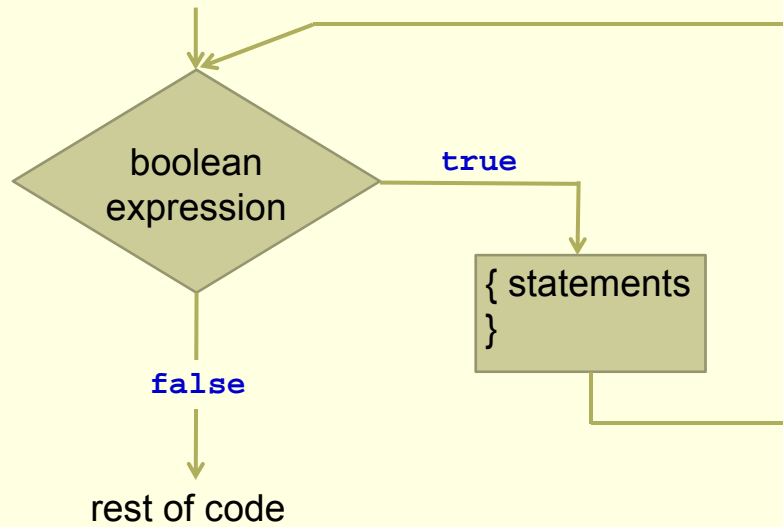 boolean
expression
true
{ statements
}
false
rest of code